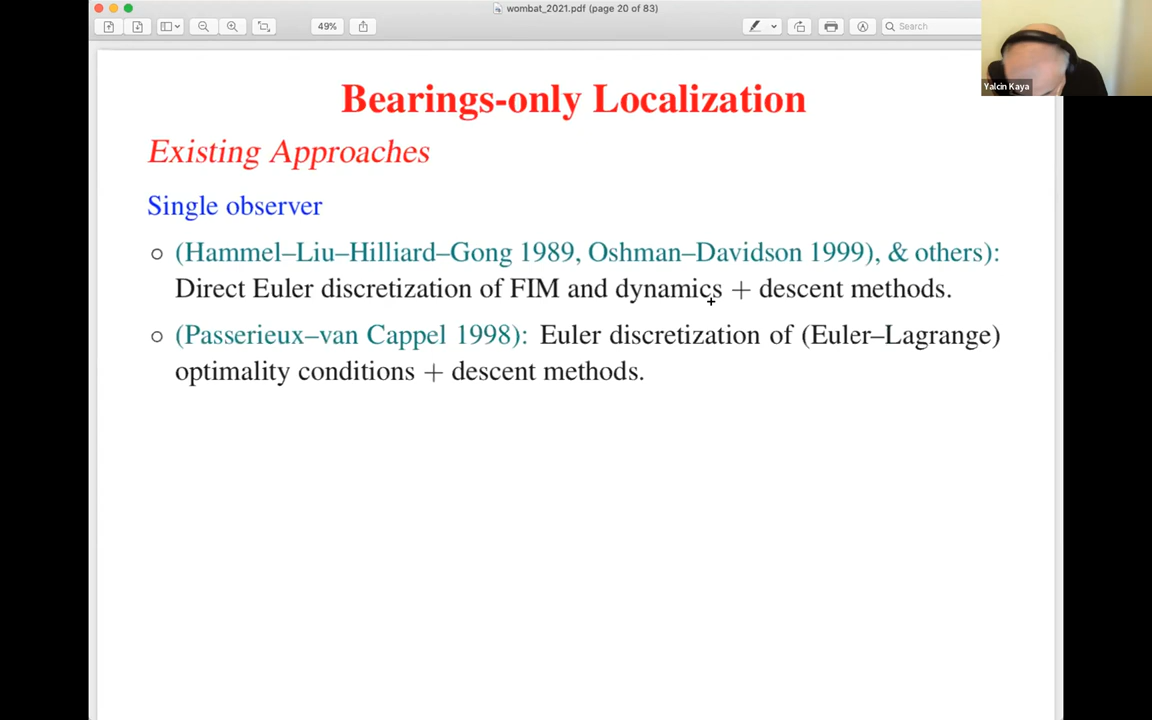 wombat_2021.pdf (page 20 of 83)
49%
Search
Yalcin Kaya
Bearings-only Localization
Existing Approaches
Single observer
○ (Hammel–Liu–Hilliard–Gong 1989, Oshman–Davidson 1999), & others):
Direct Euler discretization of FIM and dynamics + descent methods.
○ (Passerieux–van Cappel 1998): Euler discretization of (Euler–Lagrange)
optimality conditions + descent methods.